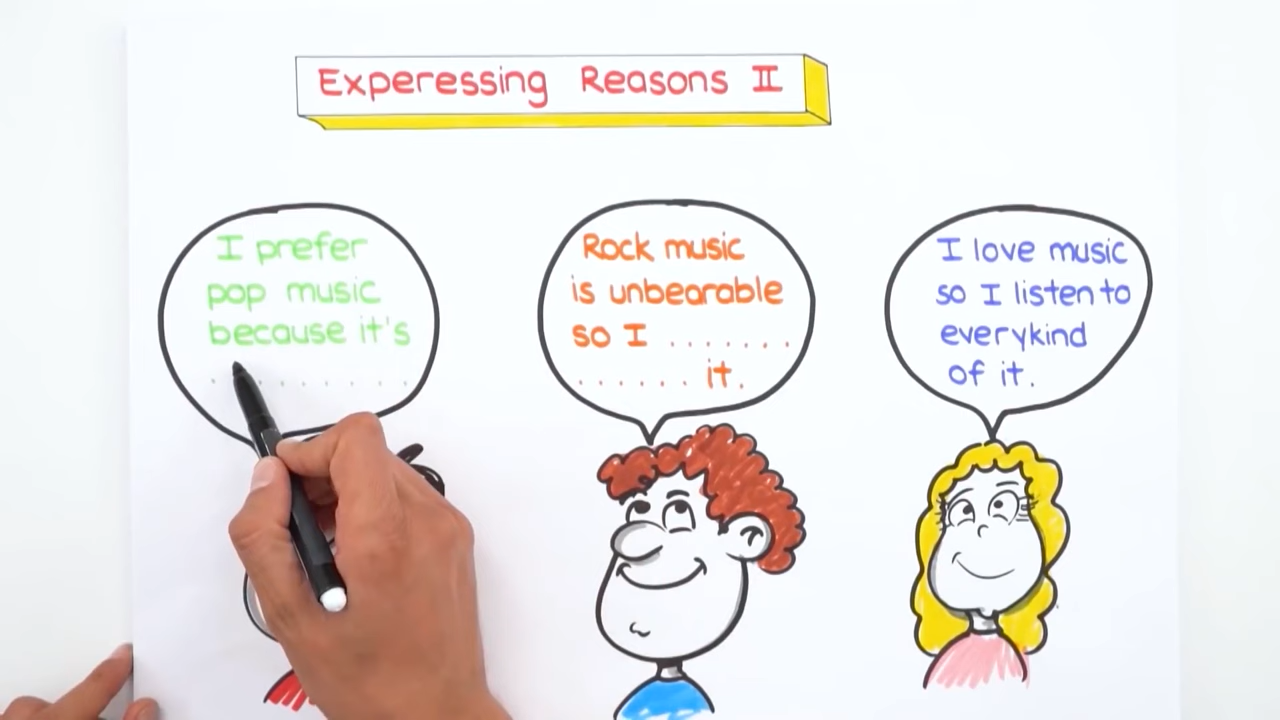 Experessing Reasons II
I prefer
pop music
because it's
. . . . . . . .
Rock music
is unbearable
so I .......
...... it.
I love music
so I listen to
everykind
of it.